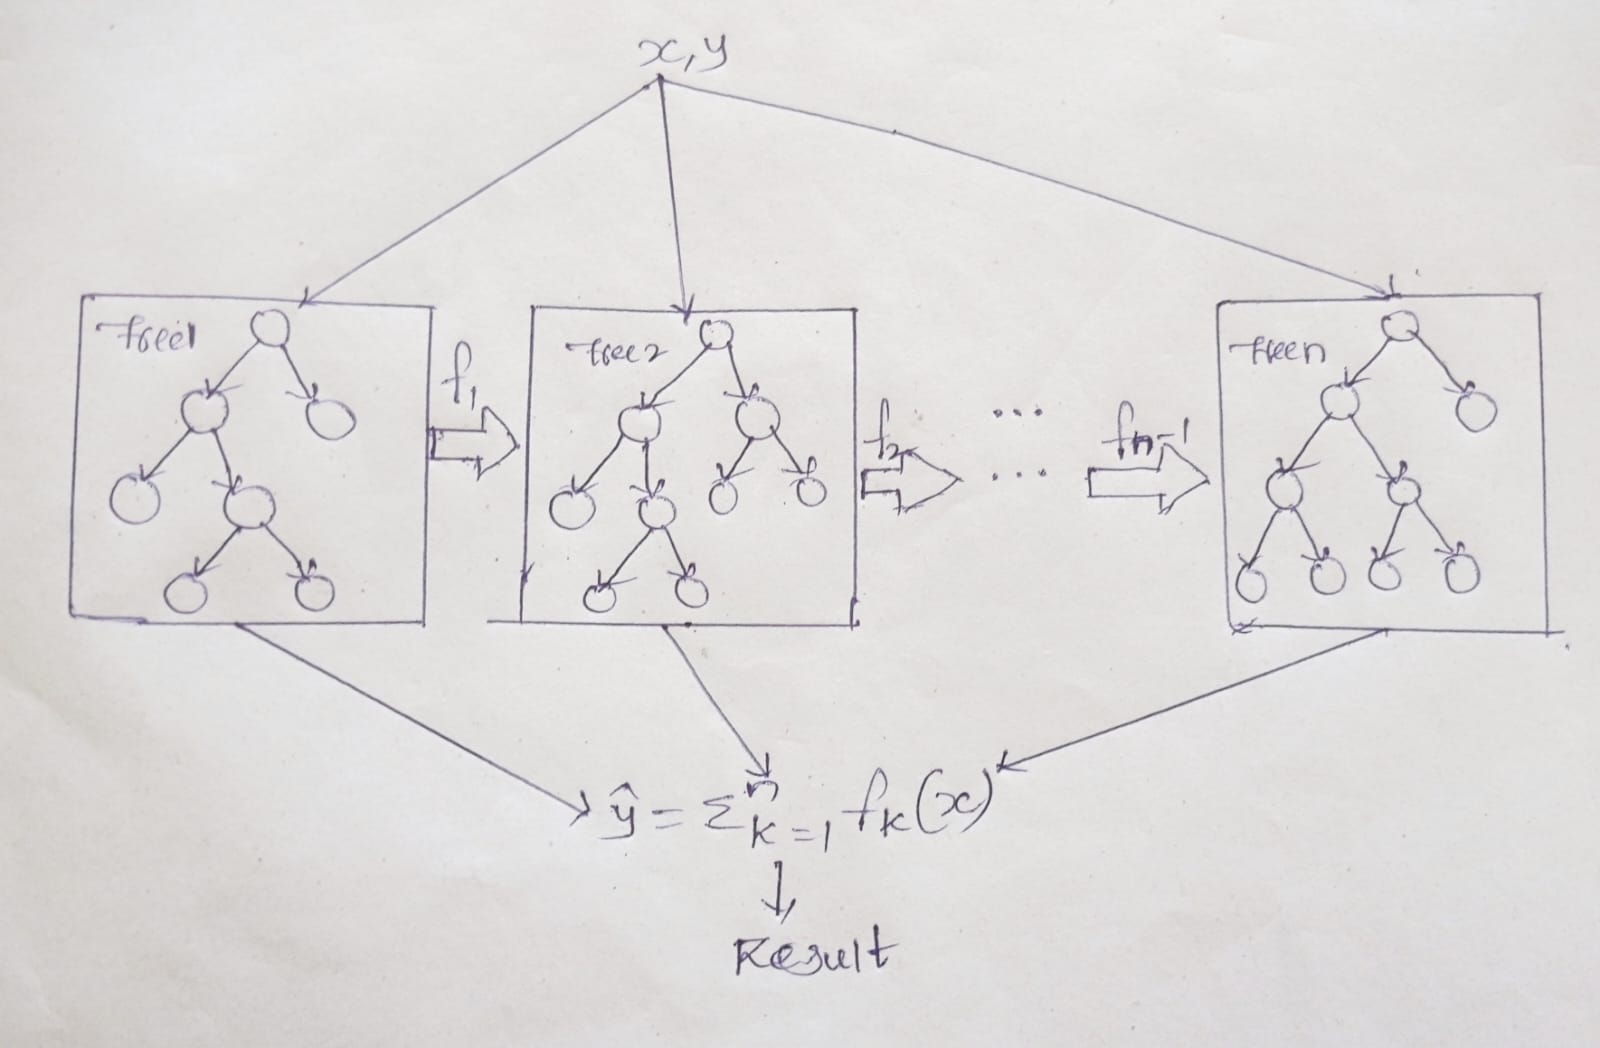 x, y
Tree1
f₁
Tree2
f₂
... 
...
fₙ₋₁
Treen
ŷ = Σⁿₖ₌₁ fₖ(x)
Result